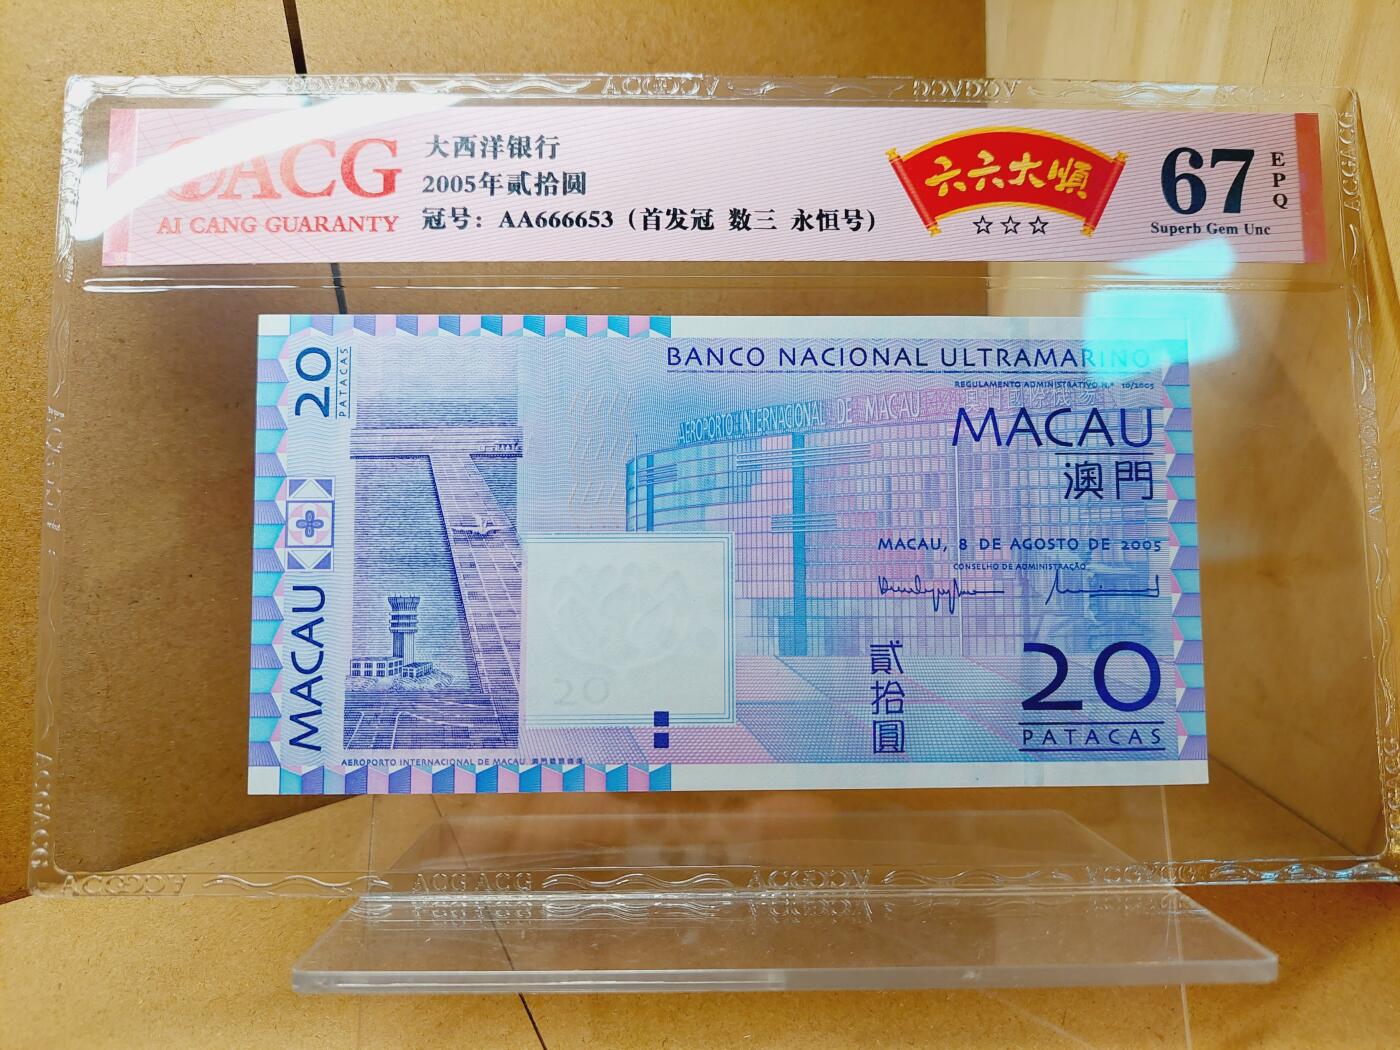 ACG
AI CANG GUARANTY
大西洋银行
2005年贰拾圆
冠号：AA666653（首发冠 数三 永恒号）
六六大順
☆☆☆
67
EPQ
Superb Gem Unc
20
PATACAS
MACAU
BANCO NACIONAL ULTRAMARINO
REGULAMENTO ADMINISTRATIVO N.º 10/2005
AEROPORTO INTERNACIONAL DE MACAU
MACAU
澳門
MACAU, 8 DE AGOSTO DE 2005
CONSELHO DE ADMINISTRAÇÃO
20
貳拾圓
20
PATACAS
AEROPORTO INTERNACIONAL DE MACAU
ACG ACG